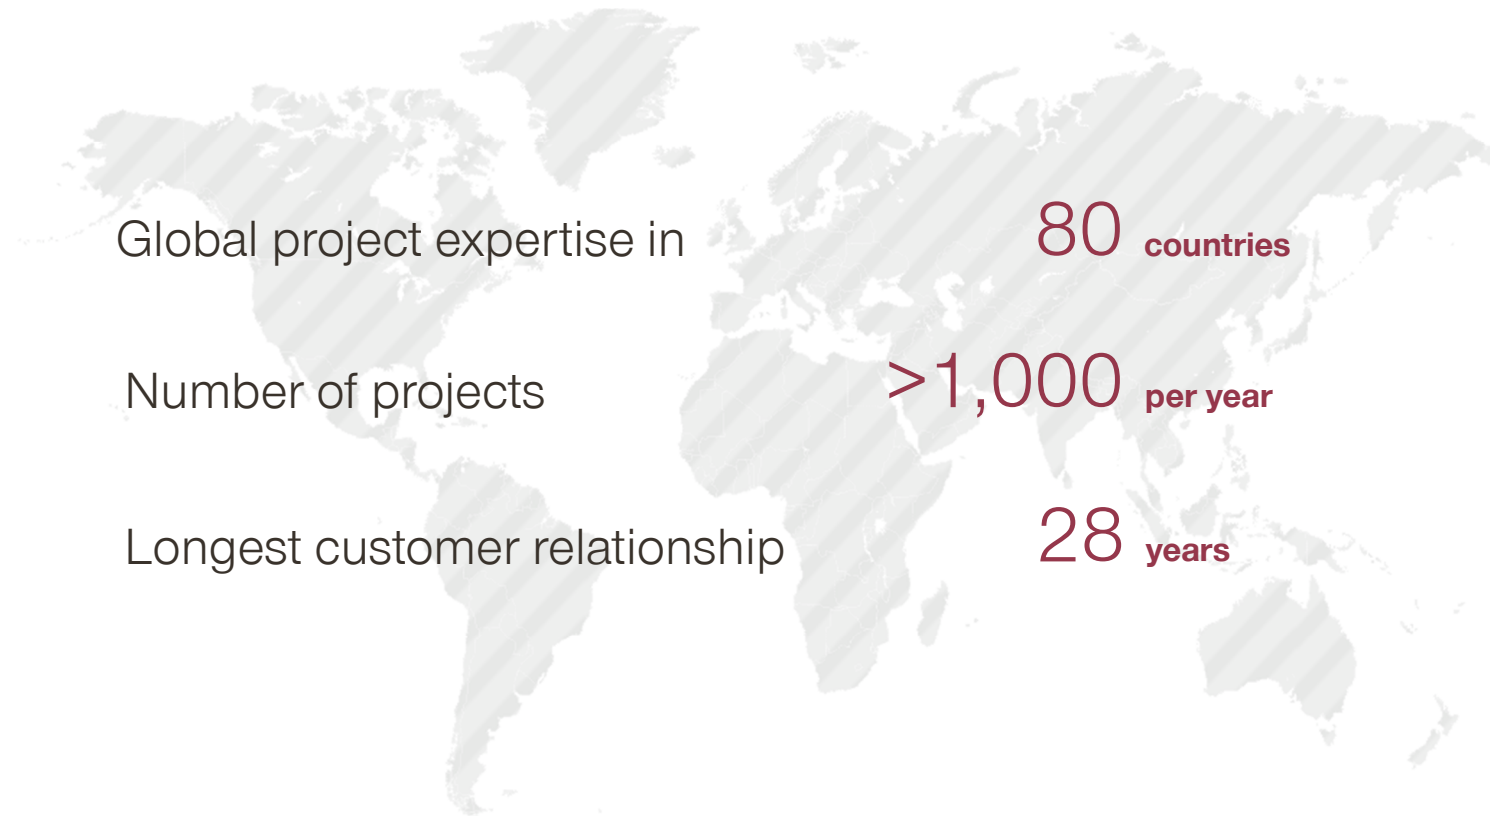 Global project expertise in 80 countries
Number of projects >1,000 per year
Longest customer relationship 28 years